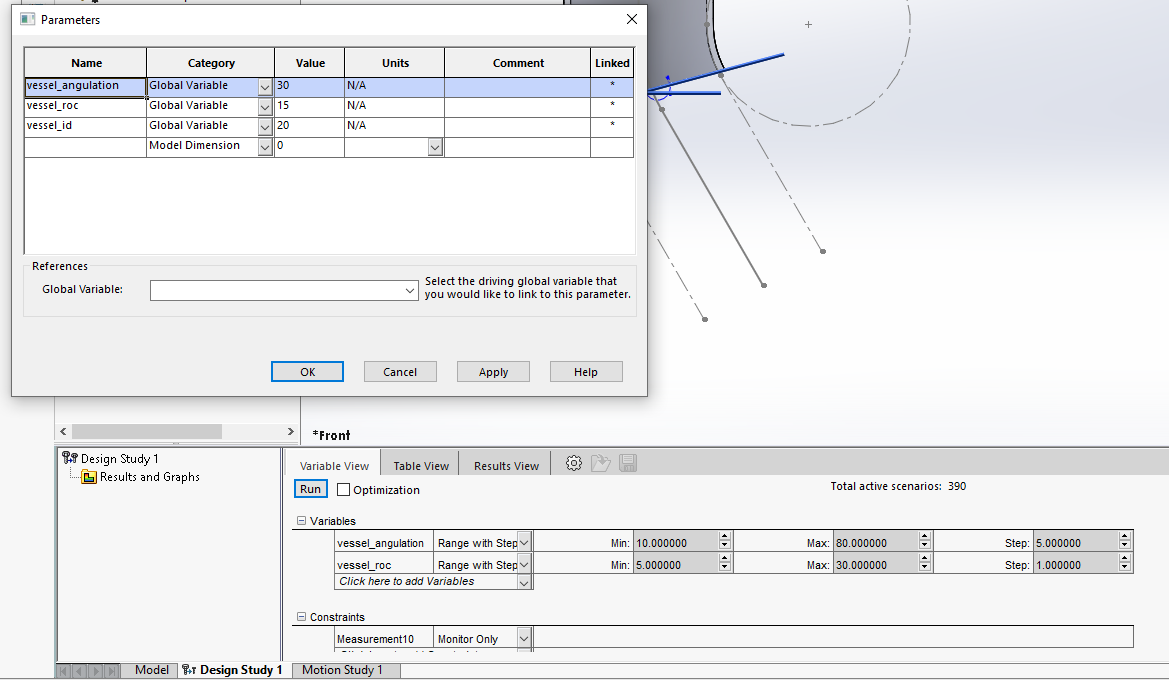 Parameters
Name Category Value Units Comment Linked
vessel_angulation Global Variable 30 N/A *
vessel_roc Global Variable 15 N/A *
vessel_id Global Variable 20 N/A *
Model Dimension 0
References
Global Variable:
Select the driving global variable that
you would like to link to this parameter.
OK Cancel Apply Help
*Front
Design Study 1
Results and Graphs
Variable View Table View Results View
Run Optimization Total active scenarios: 390
Variables
vessel_angulation Range with Step Min: 10.000000 Max: 80.000000 Step: 5.000000
vessel_roc Range with Step Min: 5.000000 Max: 30.000000 Step: 1.000000
Click here to add Variables
Constraints
Measurement10 Monitor Only
Model Design Study 1 Motion Study 1